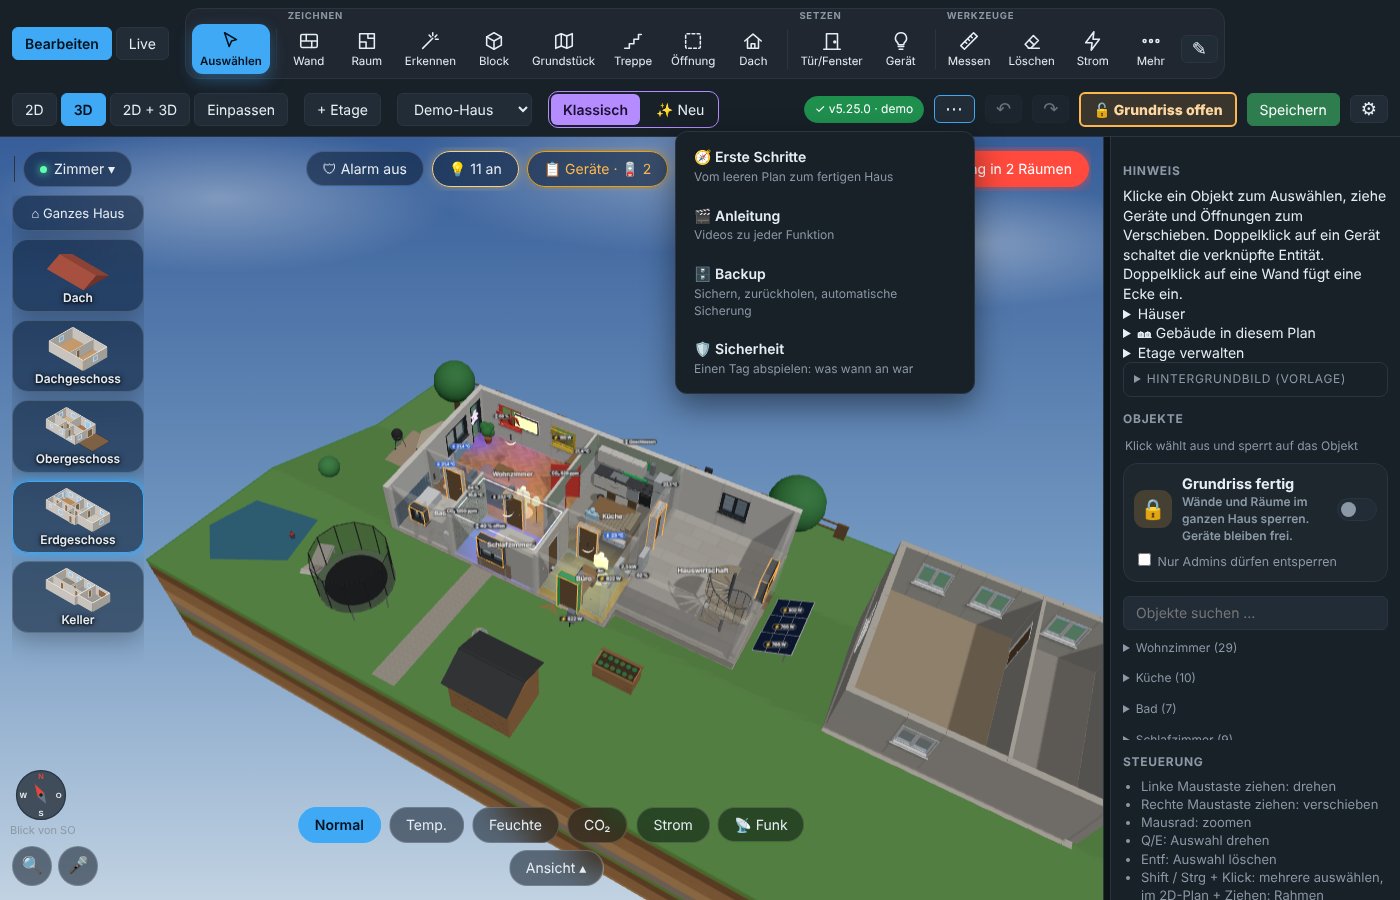 Bearbeiten
Live
ZEICHNEN
Auswählen
Wand
Raum
Erkennen
Block
Grundstück
Treppe
Öffnung
Dach
SETZEN
Tür/Fenster
Gerät
WERKZEUGE
Messen
Löschen
Strom
Mehr
2D
3D
2D + 3D
Einpassen
+ Etage
Demo-Haus
Klassisch
✨ Neu
✓ v5.25.0 · demo
⋯
Grundriss offen
Speichern
Zimmer ▾
Alarm aus
11 an
Geräte · 2
ng in 2 Räumen
Erste Schritte
Vom leeren Plan zum fertigen Haus
Anleitung
Videos zu jeder Funktion
Backup
Sichern, zurückholen, automatische
Sicherung
Sicherheit
Einen Tag abspielen: was wann an war
⌂ Ganzes Haus
Dach
Dachgeschoss
Obergeschoss
Erdgeschoss
Keller
Wohnzimmer
Küche
Schlafzimmer
Büro
Hauswirtschaft
N
W
O
S
Blick von SO
Normal
Temp.
Feuchte
CO₂
Strom
Funk
Ansicht ▴
HINWEIS
Klicke ein Objekt zum Auswählen, ziehe
Geräte und Öffnungen zum
Verschieben. Doppelklick auf ein Gerät
schaltet die verknüpfte Entität.
Doppelklick auf eine Wand fügt eine
Ecke ein.
▶ Häuser
▶ Gebäude in diesem Plan
▶ Etage verwalten
▶ HINTERGRUNDBILD (VORLAGE)
OBJEKTE
Klick wählt aus und sperrt auf das Objekt
Grundriss fertig
Wände und Räume im
ganzen Haus sperren.
Geräte bleiben frei.
Nur Admins dürfen entsperren
Objekte suchen ...
▶ Wohnzimmer (29)
▶ Küche (10)
▶ Bad (7)
▶ Schlafzimmer (9)
STEUERUNG
• Linke Maustaste ziehen: drehen
• Rechte Maustaste ziehen: verschieben
• Mausrad: zoomen
• Q/E: Auswahl drehen
• Entf: Auswahl löschen
• Shift / Strg + Klick: mehrere auswählen,
im 2D-Plan + Ziehen: Rahmen